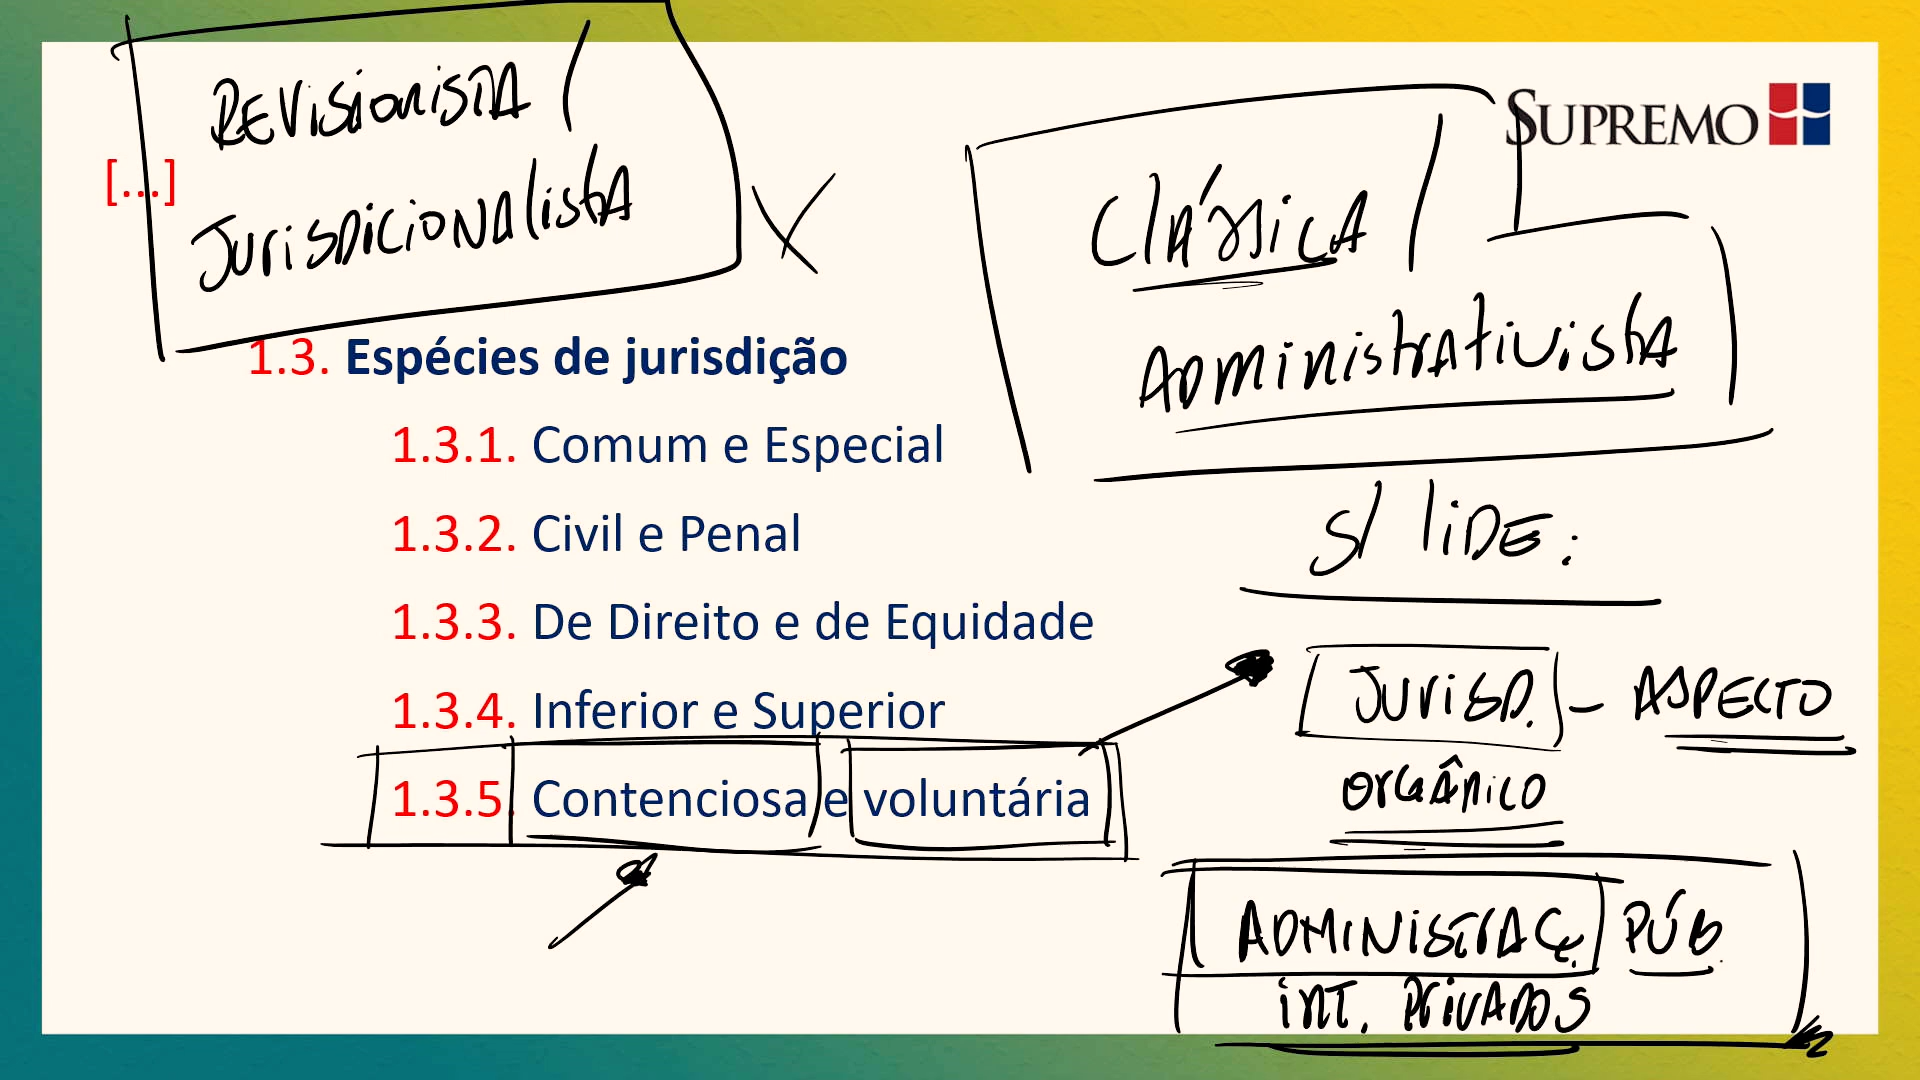 REVISIONISTA /
JURISDICIONALISTA
X
CLÁSSICA /
ADMINISTRATIVISTA
SUPREMO
[...]
1.3. Espécies de jurisdição
1.3.1. Comum e Especial
1.3.2. Civil e Penal
1.3.3. De Direito e de Equidade
1.3.4. Inferior e Superior
1.3.5. Contenciosa e voluntária
S/ LIDE:
JURISD. - ASPECTO
ORGÂNICO
ADMINISTRAÇ. PÚB.
INT. PRIVADOS